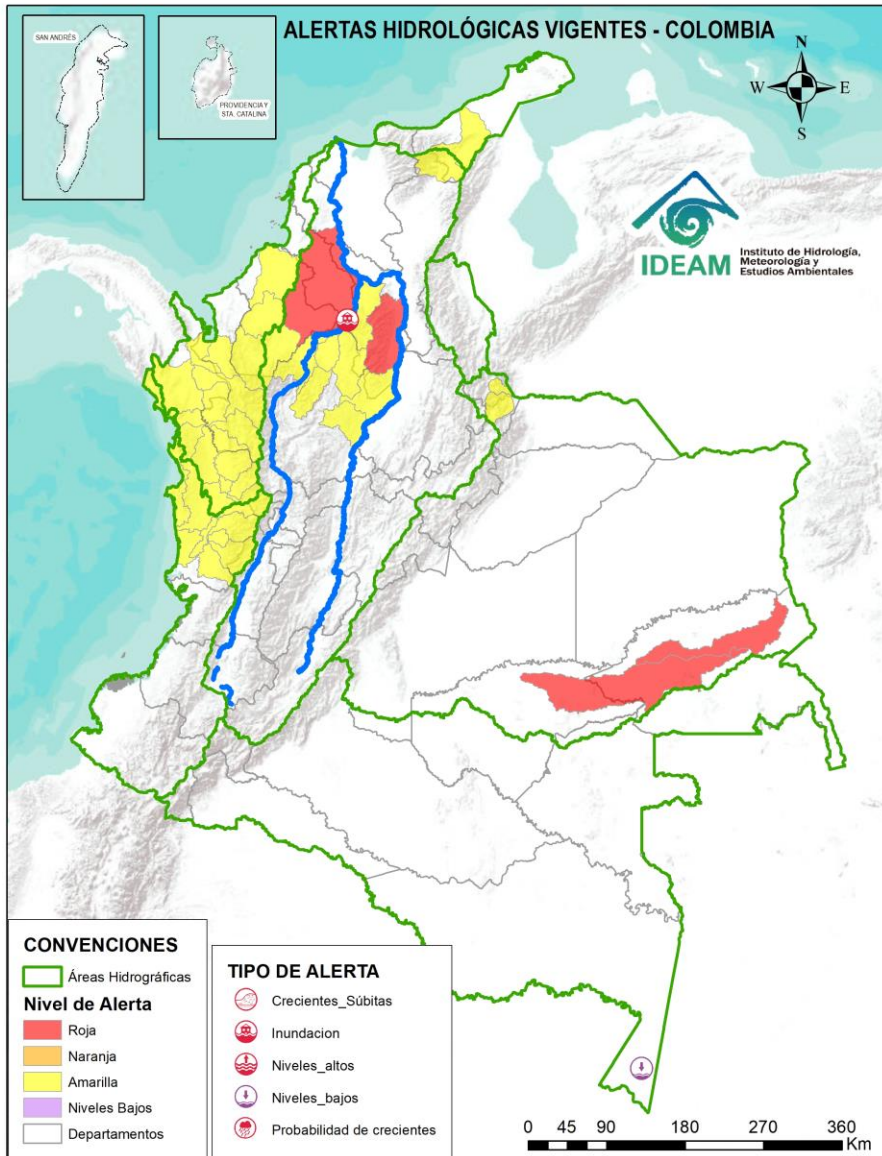 ALERTAS HIDROLÓGICAS VIGENTES - COLOMBIA
SAN ANDRÉS
PROVIDENCIA Y
STA. CATALINA
N
W
E
S
IDEAM
Instituto de Hidrología,
Meteorología y
Estudios Ambientales
CONVENCIONES
Áreas Hidrográficas
Nivel de Alerta
Roja
Naranja
Amarilla
Niveles Bajos
Departamentos
TIPO DE ALERTA
Crecientes_Súbitas
Inundacion
Niveles_altos
Niveles_bajos
Probabilidad de crecientes
0 45 90 180 270 360
Km